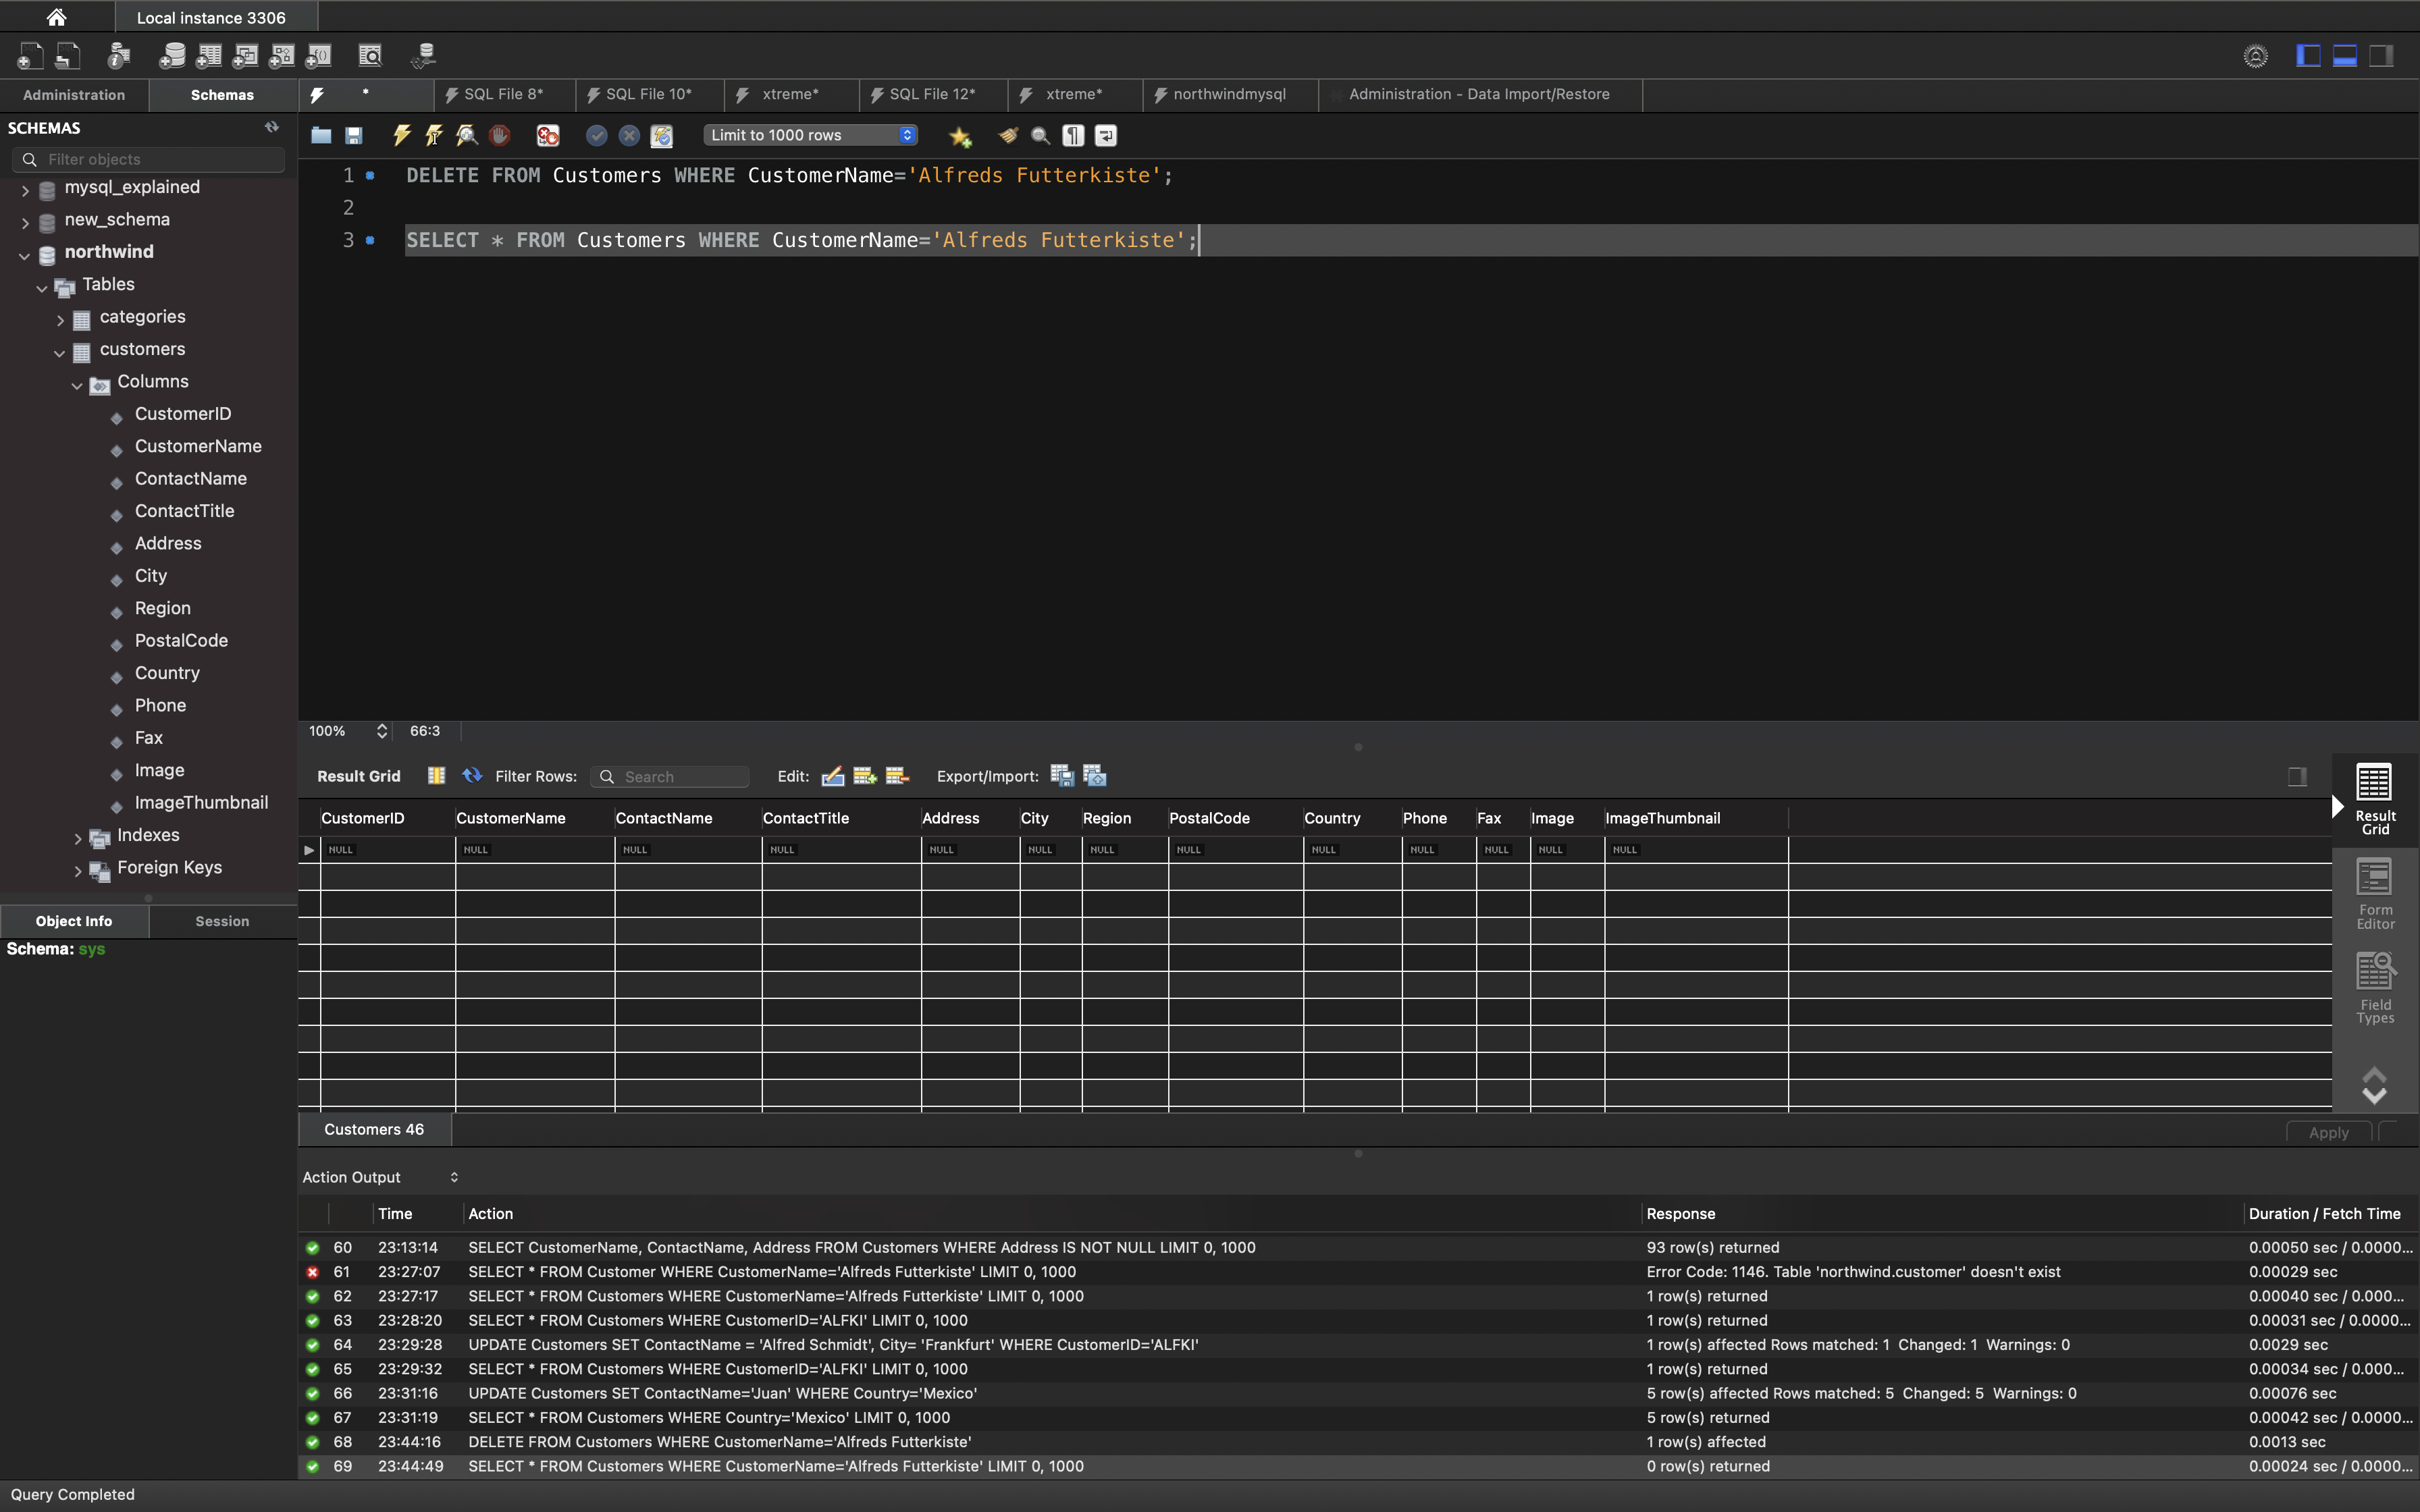 Local instance 3306
Administration
Schemas
*
SQL File 8*
SQL File 10*
xtreme*
SQL File 12*
xtreme*
northwindmysql
Administration - Data Import/Restore
SCHEMAS
Filter objects
Limit to 1000 rows
mysql_explained
new_schema
northwind
Tables
categories
customers
Columns
CustomerID
CustomerName
ContactName
ContactTitle
Address
City
Region
PostalCode
Country
Phone
Fax
Image
ImageThumbnail
Indexes
Foreign Keys
Object Info
Session
Schema: sys
1 DELETE FROM Customers WHERE CustomerName='Alfreds Futterkiste';
2
3 SELECT * FROM Customers WHERE CustomerName='Alfreds Futterkiste';
100% 66:3
Result Grid Filter Rows: Search Edit: Export/Import:
CustomerID CustomerName ContactName ContactTitle Address City Region PostalCode Country Phone Fax Image ImageThumbnail
NULL NULL NULL NULL NULL NULL NULL NULL NULL NULL NULL NULL NULL
Result
Grid
Form
Editor
Field
Types
Customers 46
Apply
Action Output
Time Action Response Duration / Fetch Time
60 23:13:14 SELECT CustomerName, ContactName, Address FROM Customers WHERE Address IS NOT NULL LIMIT 0, 1000 93 row(s) returned 0.00050 sec / 0.0000...
61 23:27:07 SELECT * FROM Customer WHERE CustomerName='Alfreds Futterkiste' LIMIT 0, 1000 Error Code: 1146. Table 'northwind.customer' doesn't exist 0.00029 sec
62 23:27:17 SELECT * FROM Customers WHERE CustomerName='Alfreds Futterkiste' LIMIT 0, 1000 1 row(s) returned 0.00040 sec / 0.000...
63 23:28:20 SELECT * FROM Customers WHERE CustomerID='ALFKI' LIMIT 0, 1000 1 row(s) returned 0.00031 sec / 0.0000...
64 23:29:28 UPDATE Customers SET ContactName = 'Alfred Schmidt', City= 'Frankfurt' WHERE CustomerID='ALFKI' 1 row(s) affected Rows matched: 1 Changed: 1 Warnings: 0 0.0029 sec
65 23:29:32 SELECT * FROM Customers WHERE CustomerID='ALFKI' LIMIT 0, 1000 1 row(s) returned 0.00034 sec / 0.000...
66 23:31:16 UPDATE Customers SET ContactName='Juan' WHERE Country='Mexico' 5 row(s) affected Rows matched: 5 Changed: 5 Warnings: 0 0.00076 sec
67 23:31:19 SELECT * FROM Customers WHERE Country='Mexico' LIMIT 0, 1000 5 row(s) returned 0.00042 sec / 0.0000...
68 23:44:16 DELETE FROM Customers WHERE CustomerName='Alfreds Futterkiste' 1 row(s) affected 0.0013 sec
69 23:44:49 SELECT * FROM Customers WHERE CustomerName='Alfreds Futterkiste' LIMIT 0, 1000 0 row(s) returned 0.00024 sec / 0.0000...
Query Completed